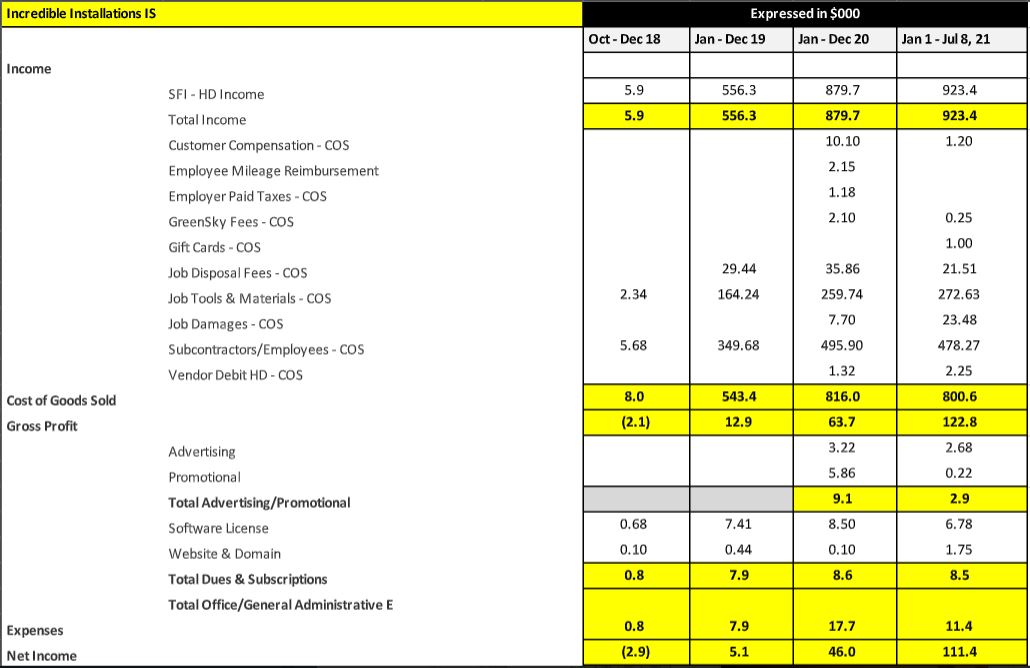 Incredible Installations IS Expressed in $000
Oct - Dec 18 Jan - Dec 19 Jan - Dec 20 Jan 1 - Jul 8, 21
Income
SFI - HD Income 5.9 556.3 879.7 923.4
Total Income 5.9 556.3 879.7 923.4
Customer Compensation - COS 10.10 1.20
Employee Mileage Reimbursement 2.15
Employer Paid Taxes - COS 1.18
GreenSky Fees - COS 2.10 0.25
Gift Cards - COS 1.00
Job Disposal Fees - COS 29.44 35.86 21.51
Job Tools & Materials - COS 2.34 164.24 259.74 272.63
Job Damages - COS 7.70 23.48
Subcontractors/Employees - COS 5.68 349.68 495.90 478.27
Vendor Debit HD - COS 1.32 2.25
Cost of Goods Sold 8.0 543.4 816.0 800.6
Gross Profit (2.1) 12.9 63.7 122.8
Advertising 3.22 2.68
Promotional 5.86 0.22
Total Advertising/Promotional 9.1 2.9
Software License 0.68 7.41 8.50 6.78
Website & Domain 0.10 0.44 0.10 1.75
Total Dues & Subscriptions 0.8 7.9 8.6 8.5
Total Office/General Administrative E
Expenses 0.8 7.9 17.7 11.4
Net Income (2.9) 5.1 46.0 111.4